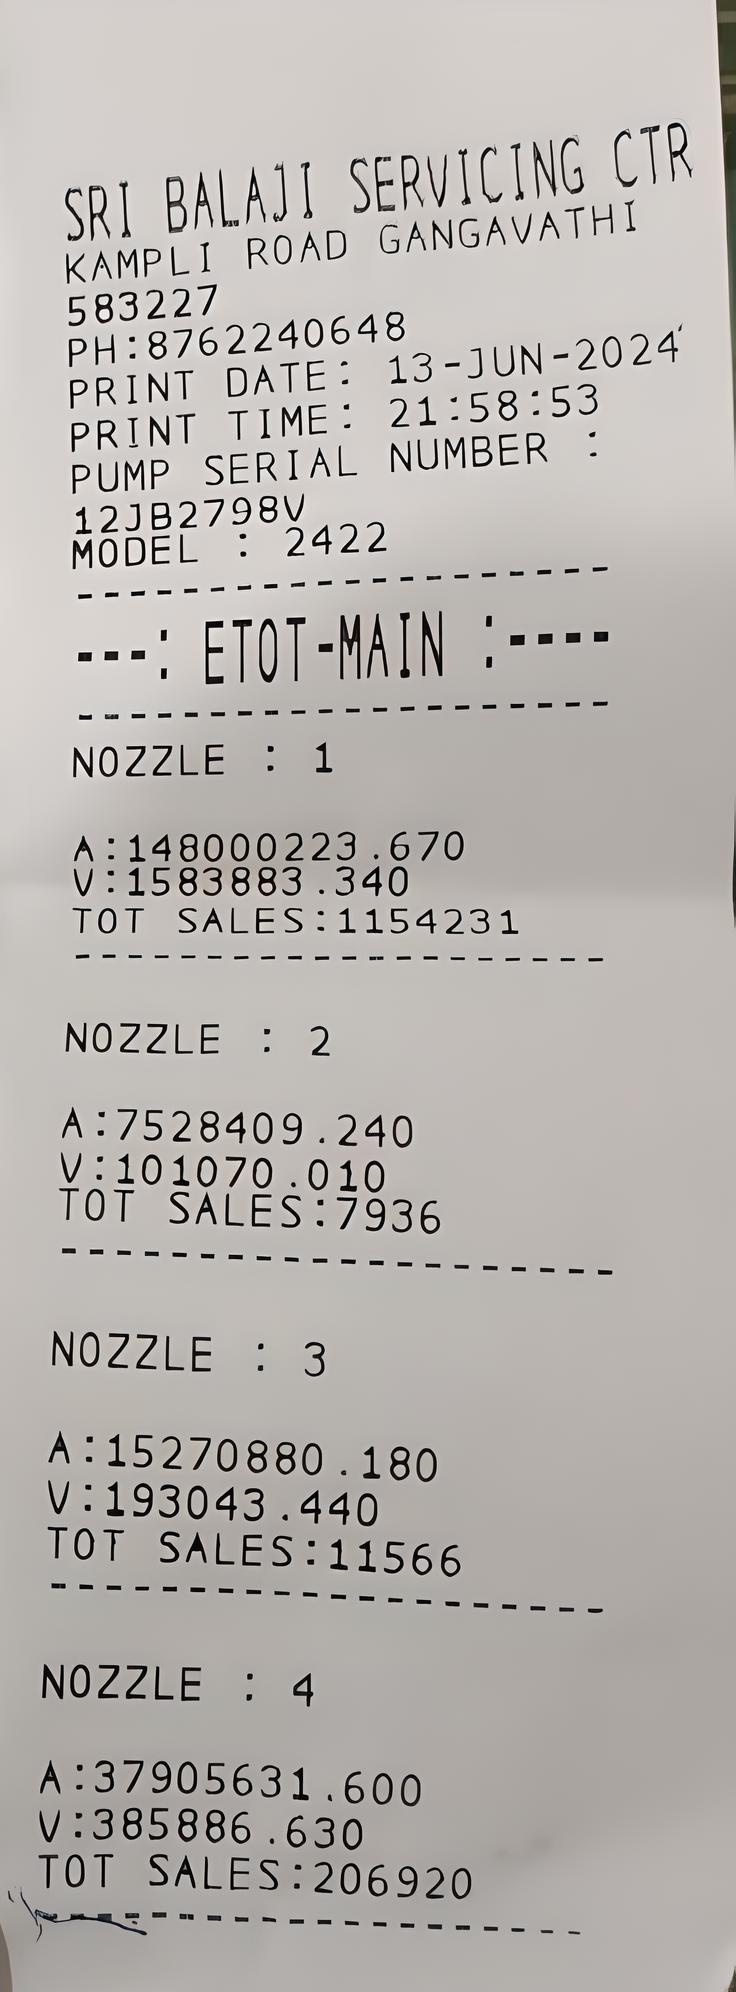 SRI BALAJI SERVICING CTR
KAMPLI ROAD GANGAVATHI
583227
PH:8762240648
PRINT DATE: 13-JUN-2024
PRINT TIME: 21:58:53
PUMP SERIAL NUMBER :
12JB2798V
MODEL : 2422
--------------------
---: ETOT-MAIN :----
--------------------
NOZZLE : 1
A:148000223.670
V:1583883.340
TOT SALES:1154231
--------------------
NOZZLE : 2
A:7528409.240
V:101070.010
TOT SALES:7936
--------------------
NOZZLE : 3
A:15270880.180
V:193043.440
TOT SALES:11566
--------------------
NOZZLE : 4
A:37905631.600
V:385886.630
TOT SALES:206920
--------------------